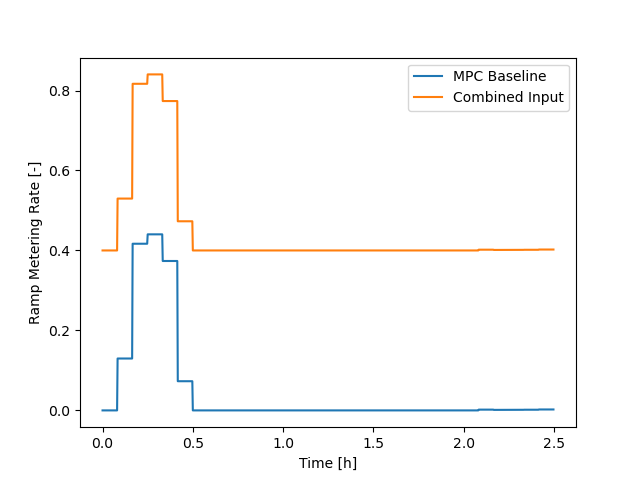 MPC Baseline
Combined Input
Ramp Metering Rate [-]
0.8
0.6
0.4
0.2
0.0
0.0 0.5 1.0 1.5 2.0 2.5
Time [h]